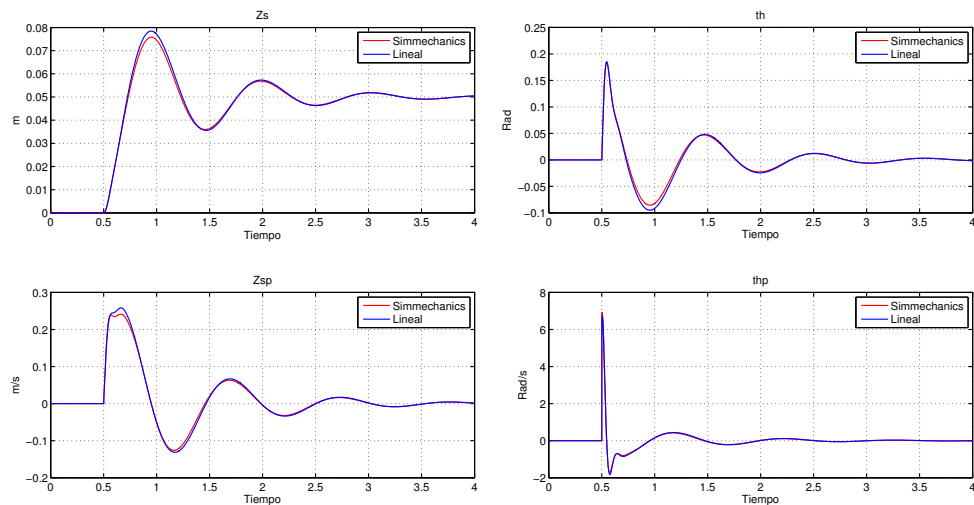 Zs
0.08
0.07
0.06
0.05
0.04
0.03
0.02
0.01
0
m
0 0.5 1 1.5 2 2.5 3 3.5 4
Tiempo
Simmechanics
Lineal
th
0.25
0.2
0.15
0.1
0.05
0
−0.05
−0.1
Rad
0 0.5 1 1.5 2 2.5 3 3.5 4
Tiempo
Simmechanics
Lineal
Zsp
0.3
0.2
0.1
0
−0.1
−0.2
m/s
0 0.5 1 1.5 2 2.5 3 3.5 4
Tiempo
Simmechanics
Lineal
thp
8
6
4
2
0
−2
Rad/s
0 0.5 1 1.5 2 2.5 3 3.5 4
Tiempo
Simmechanics
Lineal